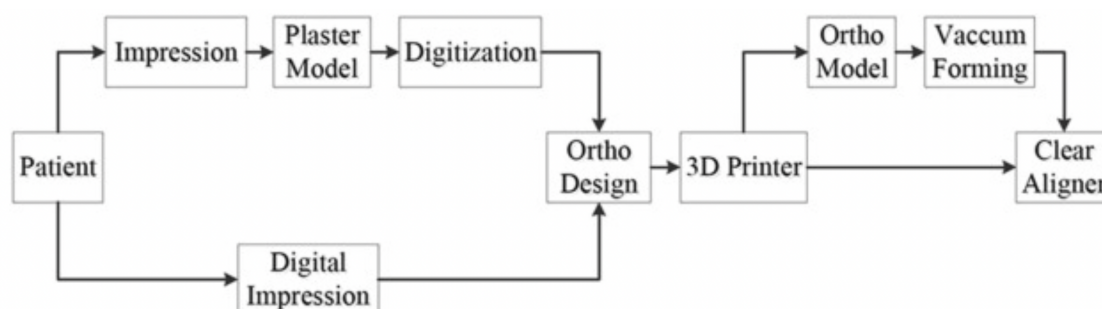 Impression
Plaster
Model
Digitization
Ortho
Model
Vaccum
Forming
Patient
Ortho
Design
3D Printer
Clear
Aligner
Digital
Impression